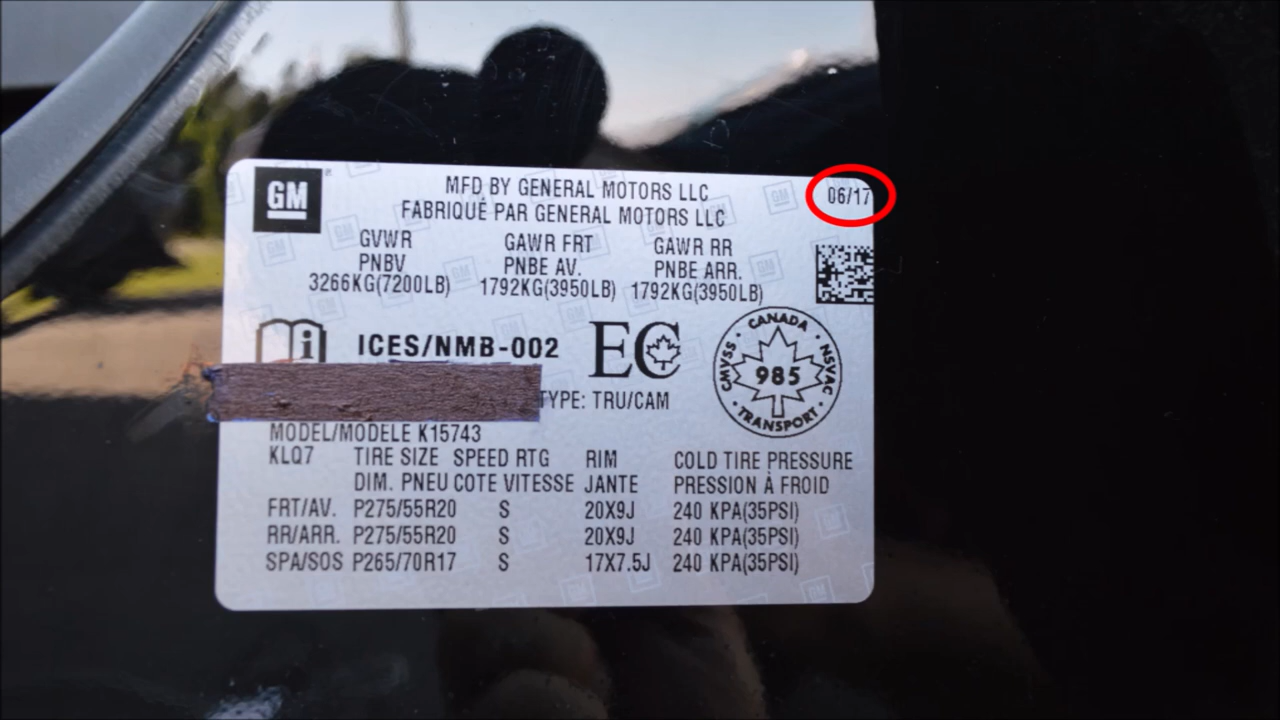 GM
MFD BY GENERAL MOTORS LLC
06/17
FABRIQUÉ PAR GENERAL MOTORS LLC
GVWR GAWR FRT GAWR RR
PNBV PNBE AV. PNBE ARR.
3266KG(7200LB) 1792KG(3950LB) 1792KG(3950LB)
ICES/NMB-002
EC
CANADA
CMVSS 985 NSVAC
TRANSPORT
TYPE: TRU/CAM
MODEL/MODELE K15743
KLQ7 TIRE SIZE SPEED RTG RIM COLD TIRE PRESSURE
DIM. PNEU COTE VITESSE JANTE PRESSION À FROID
FRT/AV. P275/55R20 S 20X9J 240 KPA(35PSI)
RR/ARR. P275/55R20 S 20X9J 240 KPA(35PSI)
SPA/SOS P265/70R17 S 17X7.5J 240 KPA(35PSI)